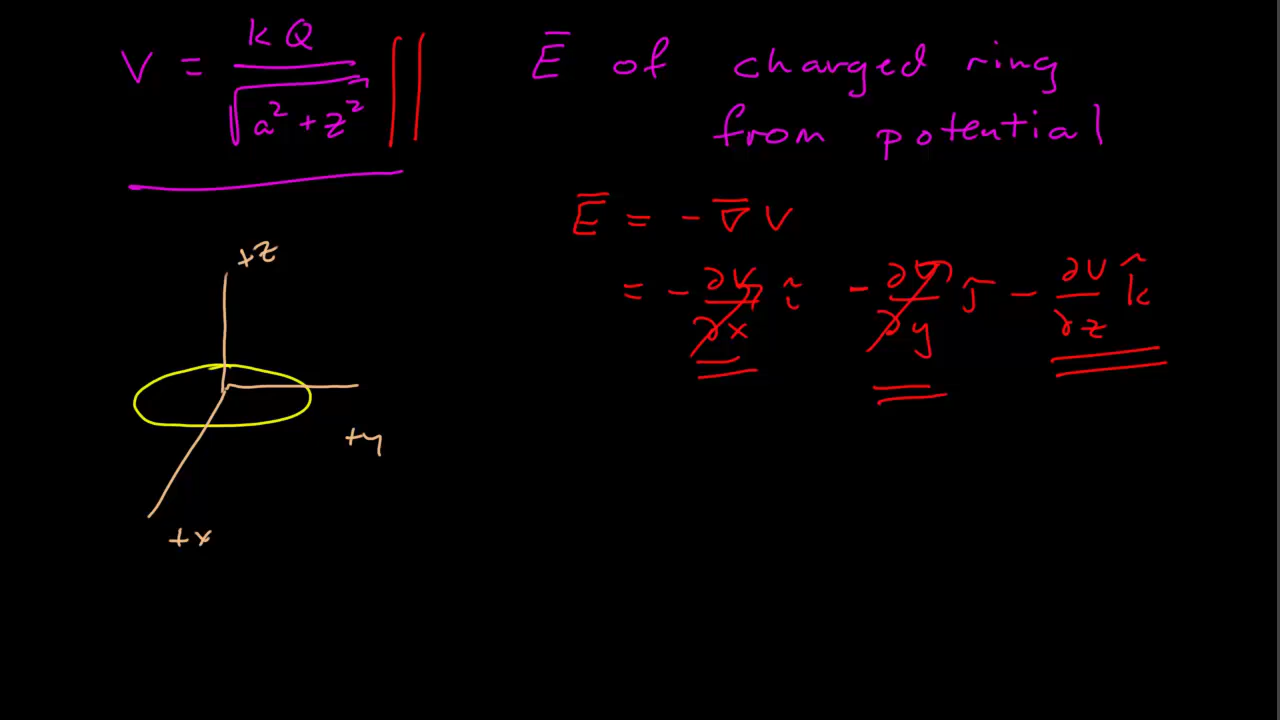 V = kQ / √(a² + z²)
E̅ of charged ring
from potential
E̅ = - ∇̅ V
= - ∂V/∂x î - ∂V/∂y ĵ - ∂V/∂z k̂
+z
+y
+x